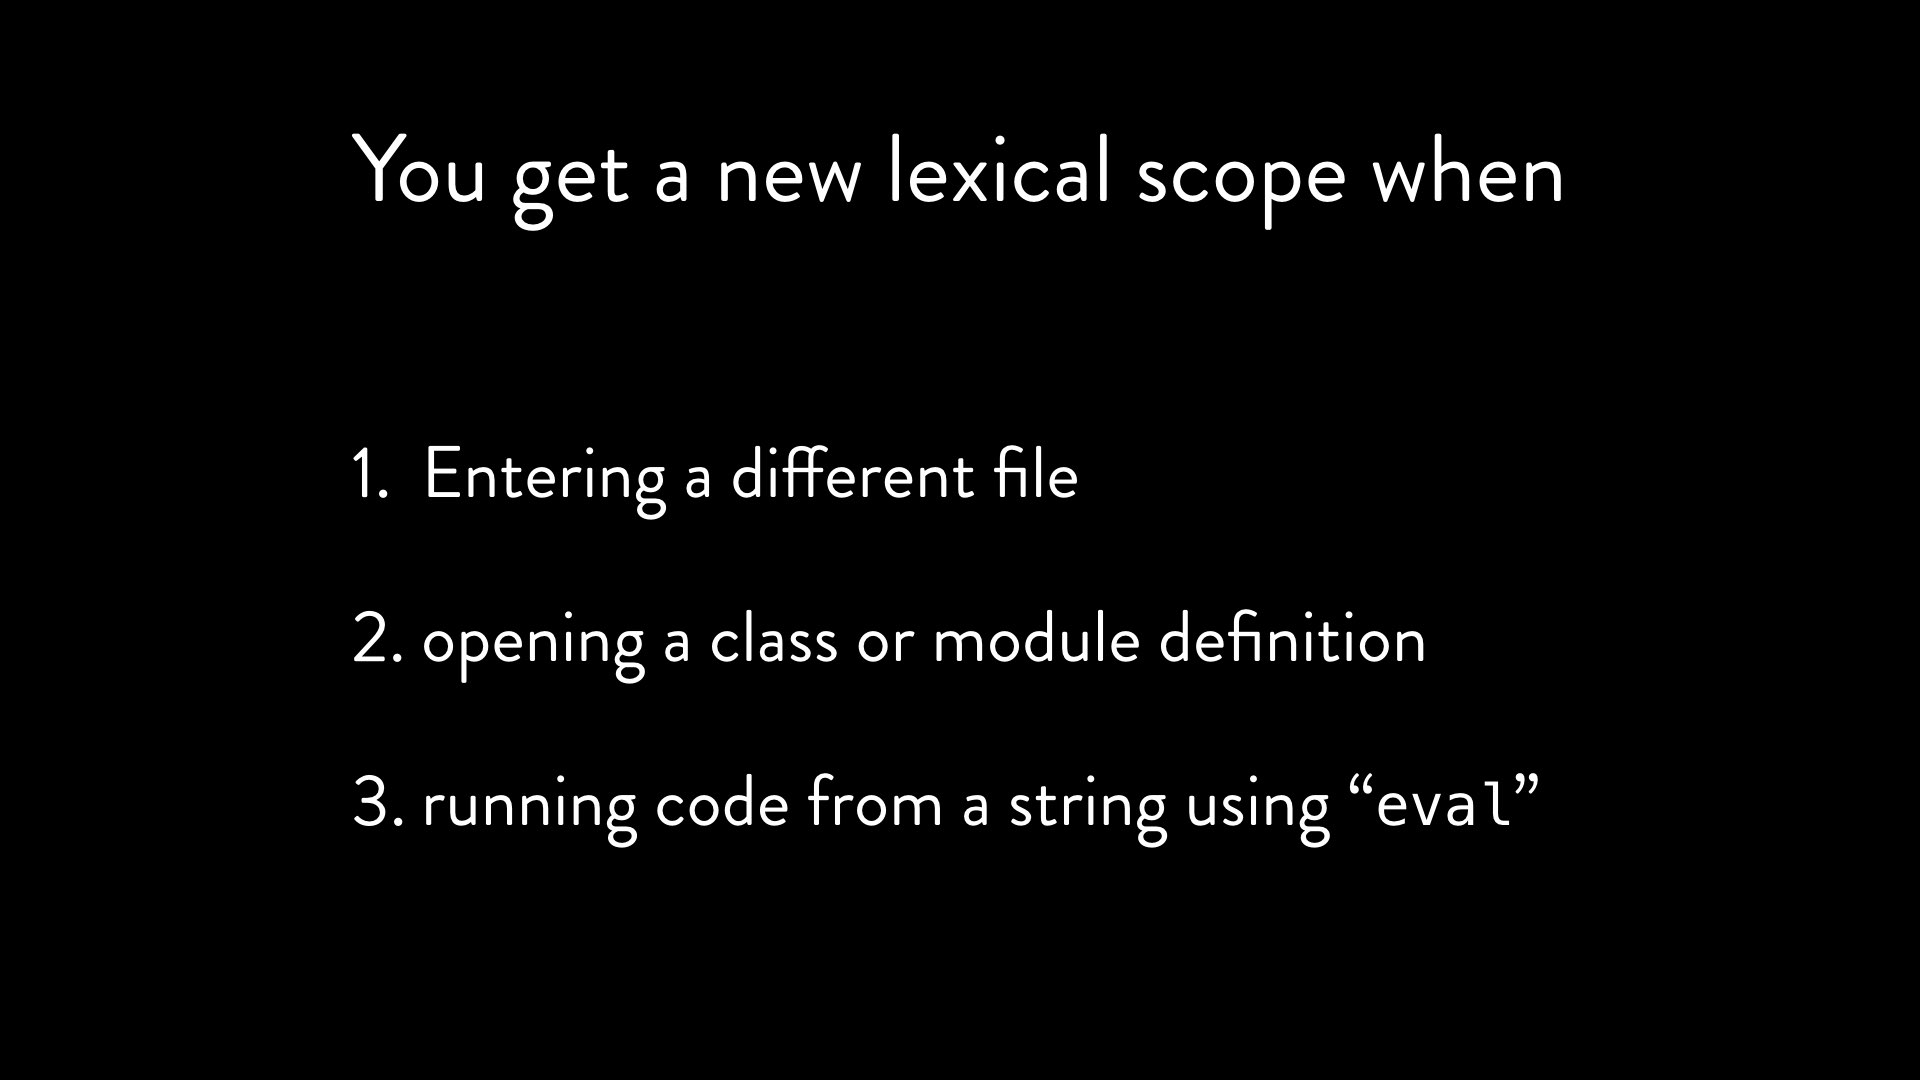 You get a new lexical scope when
1. Entering a different file
2. opening a class or module definition
3. running code from a string using “eval”